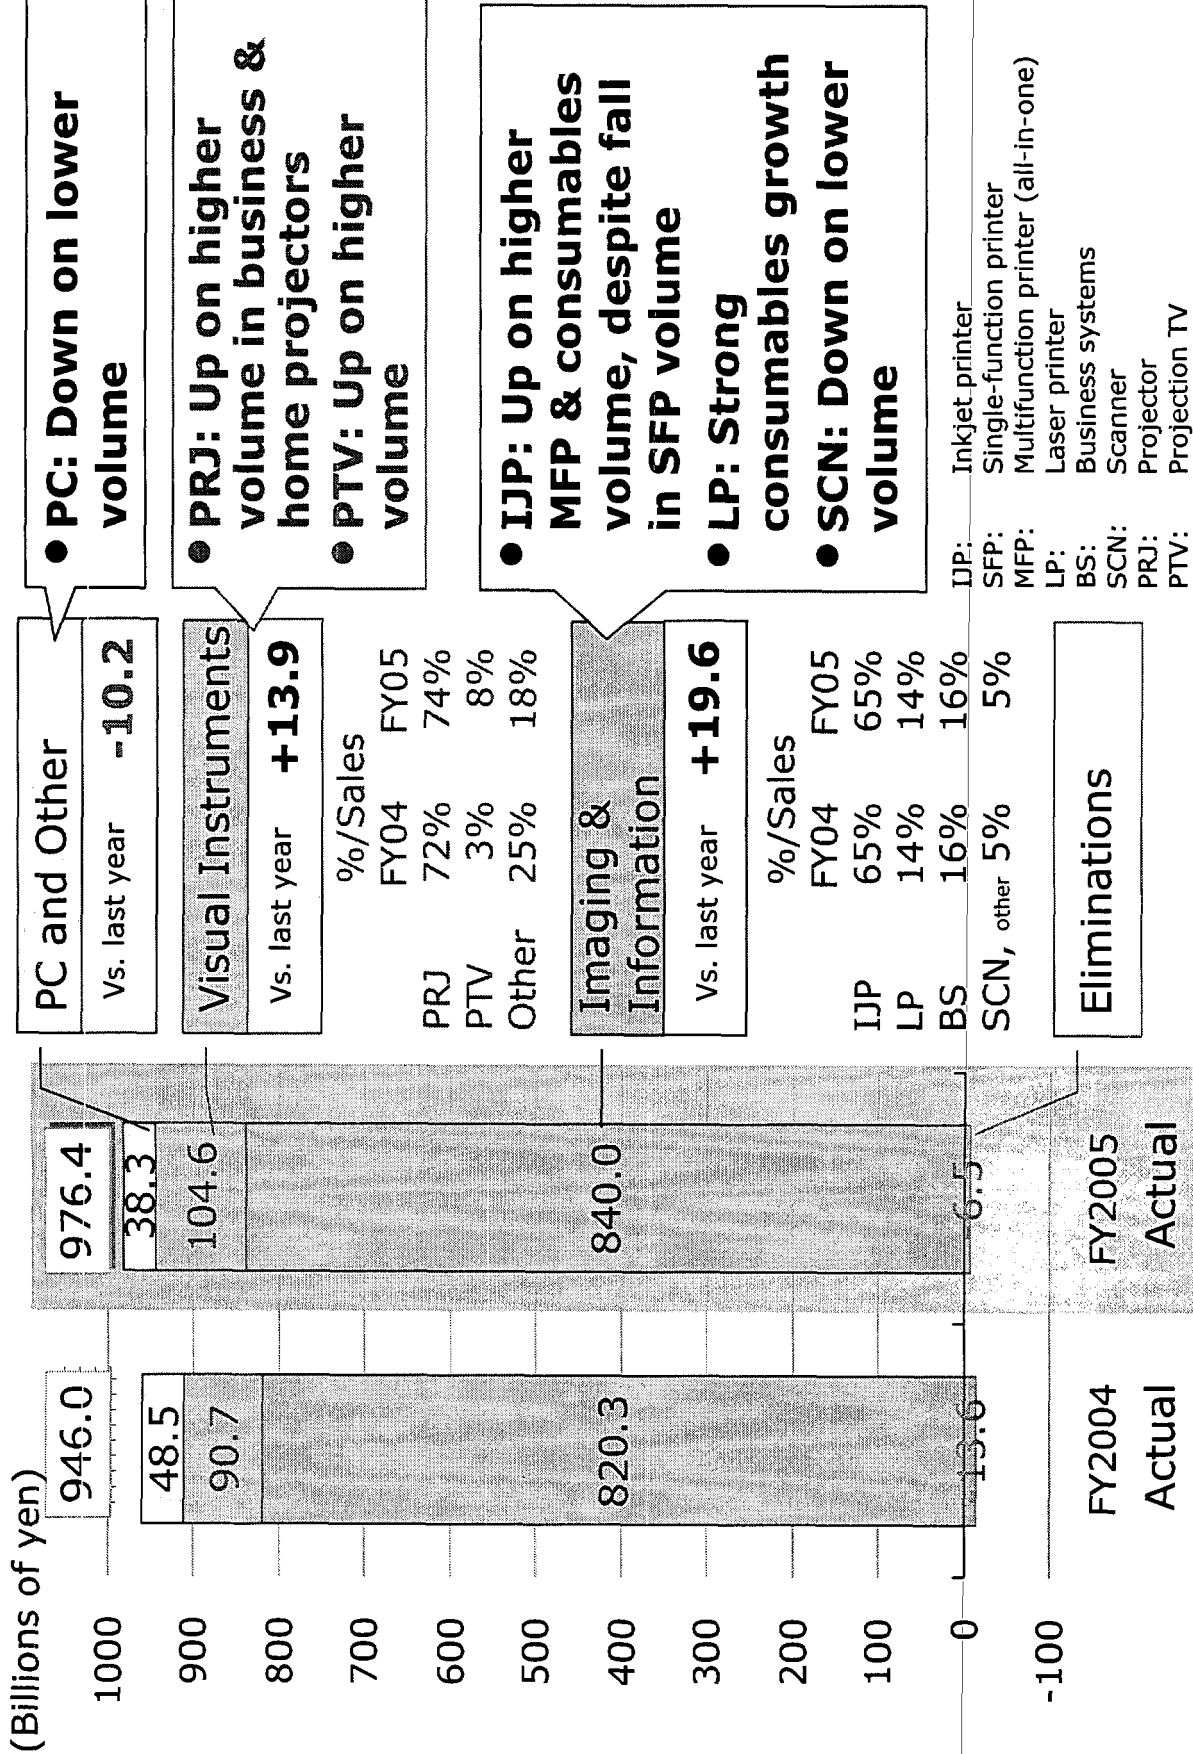 (Billions of yen)
1000
900
800
700
600
500
400
300
200
100
0
-100
946.0
48.5
90.7
820.3
-13.6
FY2004
Actual
976.4
38.3
104.6
840.0
-6.5
FY2005
Actual
PC and Other
Vs. last year -10.2
Visual Instruments
Vs. last year +13.9
%/Sales
FY04 FY05
PRJ 72% 74%
PTV 3% 8%
Other 25% 18%
Imaging &
Information
Vs. last year +19.6
%/Sales
FY04 FY05
IJP 65% 65%
LP 14% 14%
BS 16% 16%
SCN, other 5% 5%
Eliminations
● PC: Down on lower
volume
● PRJ: Up on higher
volume in business &
home projectors
● PTV: Up on higher
volume
● IJP: Up on higher
MFP & consumables
volume, despite fall
in SFP volume
● LP: Strong
consumables growth
● SCN: Down on lower
volume
IJP: Inkjet printer
SFP: Single-function printer
MFP: Multifunction printer (all-in-one)
LP: Laser printer
BS: Business systems
SCN: Scanner
PRJ: Projector
PTV: Projection TV